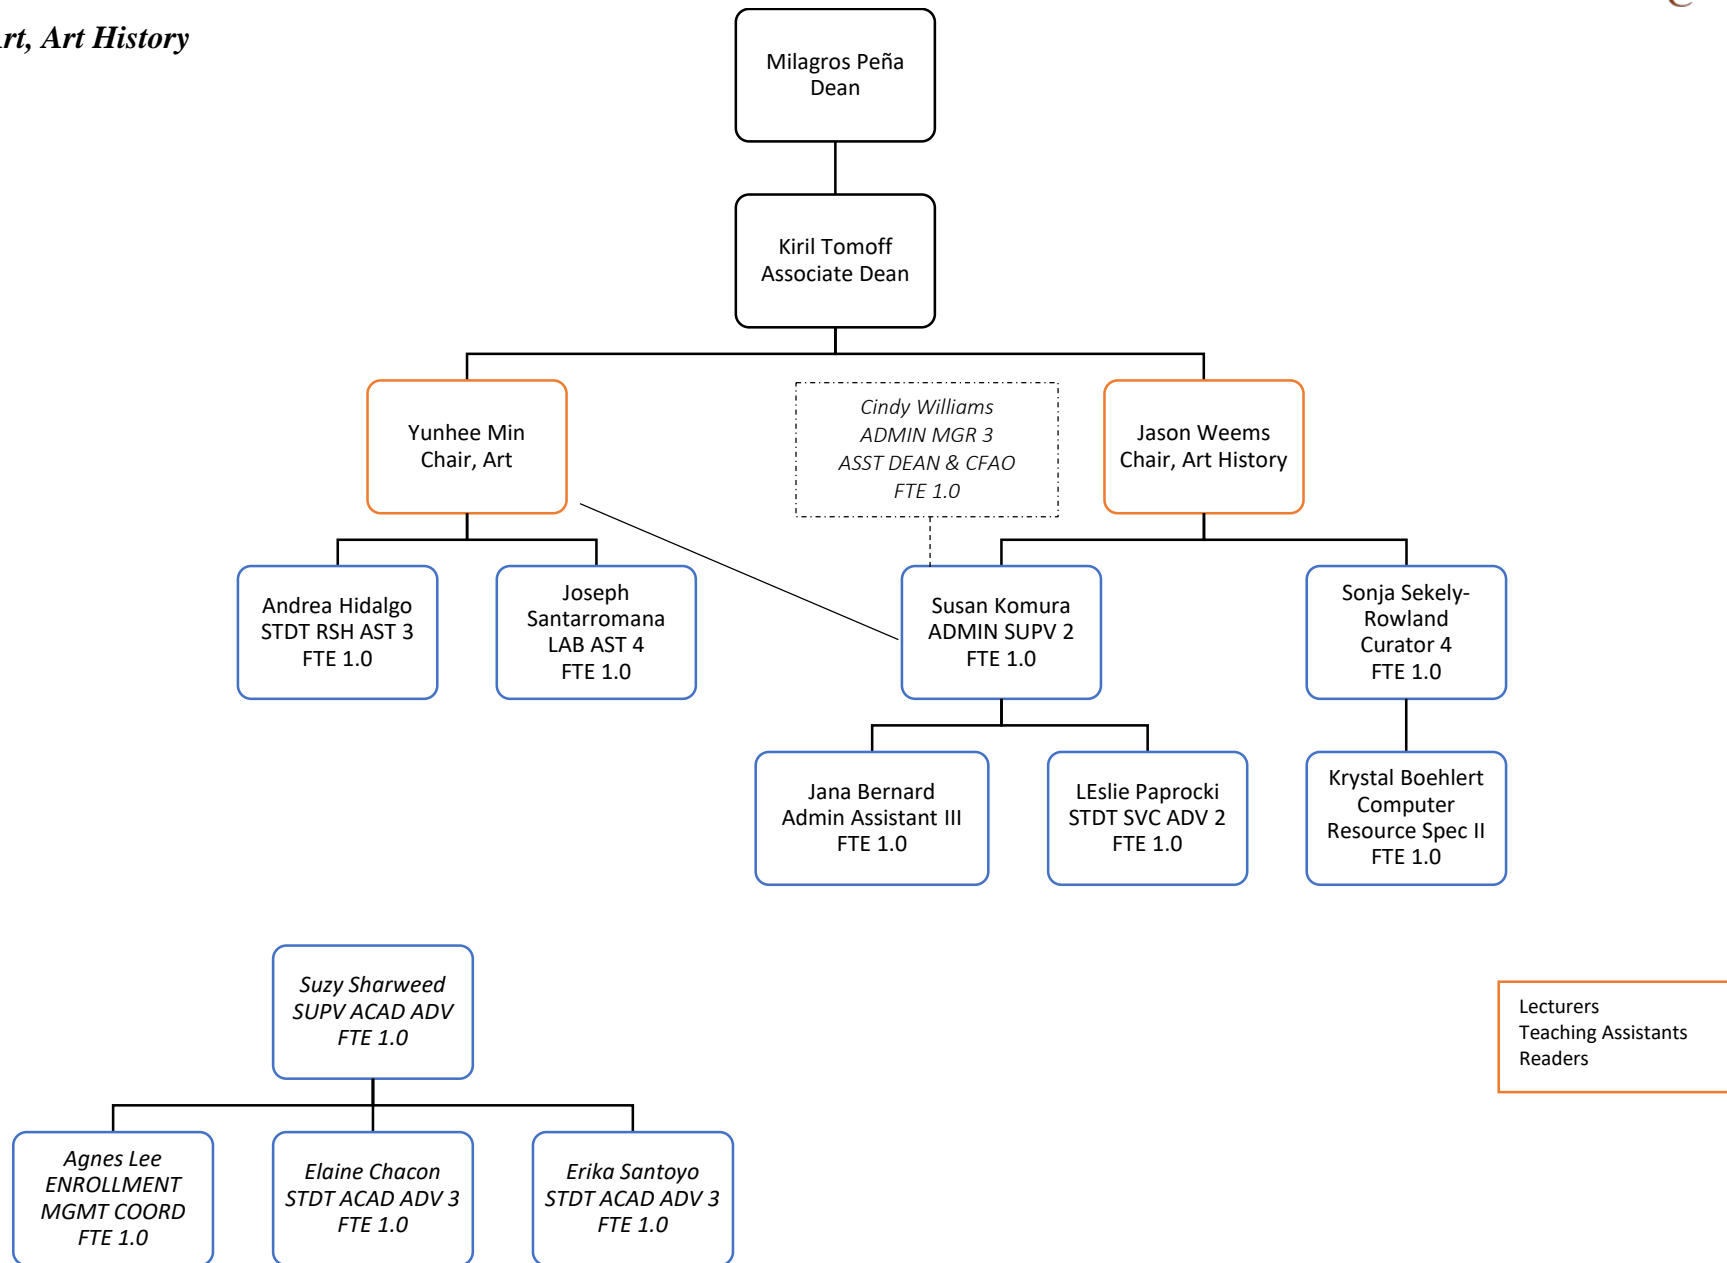 rt, Art History
Milagros Peña
Dean
Kiril Tomoff
Associate Dean
Yunhee Min
Chair, Art
Cindy Williams
ADMIN MGR 3
ASST DEAN & CFAO
FTE 1.0
Jason Weems
Chair, Art History
Andrea Hidalgo
STDT RSH AST 3
FTE 1.0
Joseph
Santarromana
LAB AST 4
FTE 1.0
Susan Komura
ADMIN SUPV 2
FTE 1.0
Sonja Sekely-
Rowland
Curator 4
FTE 1.0
Jana Bernard
Admin Assistant III
FTE 1.0
LEslie Paprocki
STDT SVC ADV 2
FTE 1.0
Krystal Boehlert
Computer
Resource Spec II
FTE 1.0
Suzy Sharweed
SUPV ACAD ADV
FTE 1.0
Lecturers
Teaching Assistants
Readers
Agnes Lee
ENROLLMENT
MGMT COORD
FTE 1.0
Elaine Chacon
STDT ACAD ADV 3
FTE 1.0
Erika Santoyo
STDT ACAD ADV 3
FTE 1.0